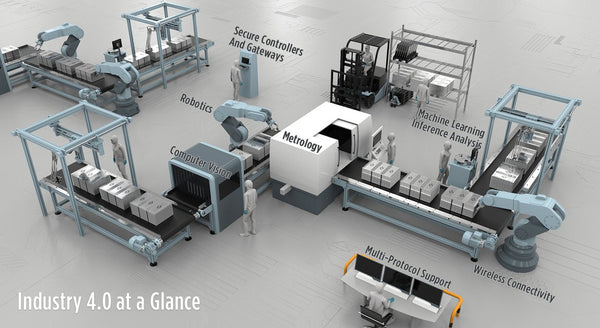 Secure Controllers
And Gateways
Robotics
Computer Vision
Metrology
Machine Learning
Inference Analysis
Multi-Protocol Support
Wireless Connectivity
Industry 4.0 at a Glance